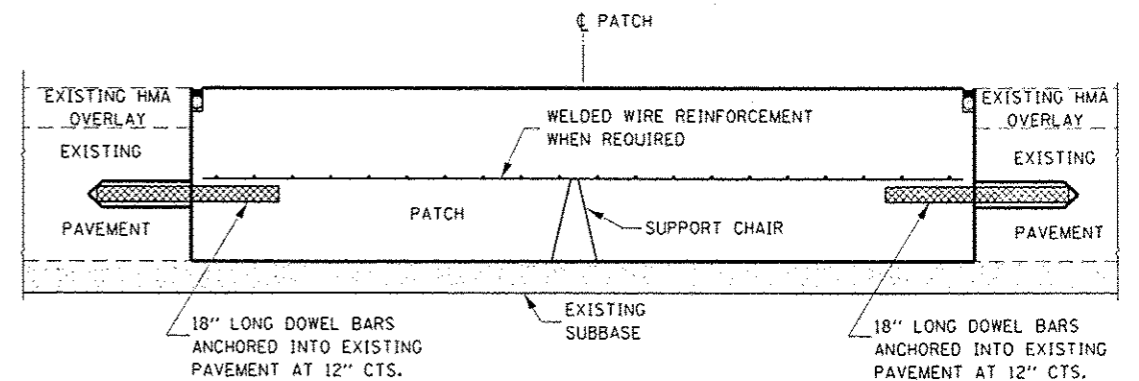 ℄ PATCH
EXISTING HMA
OVERLAY
EXISTING HMA
OVERLAY
WELDED WIRE REINFORCEMENT
WHEN REQUIRED
EXISTING
EXISTING
PATCH
SUPPORT CHAIR
PAVEMENT
PAVEMENT
EXISTING
SUBBASE
18" LONG DOWEL BARS
ANCHORED INTO EXISTING
PAVEMENT AT 12" CTS.
18" LONG DOWEL BARS
ANCHORED INTO EXISTING
PAVEMENT AT 12" CTS.